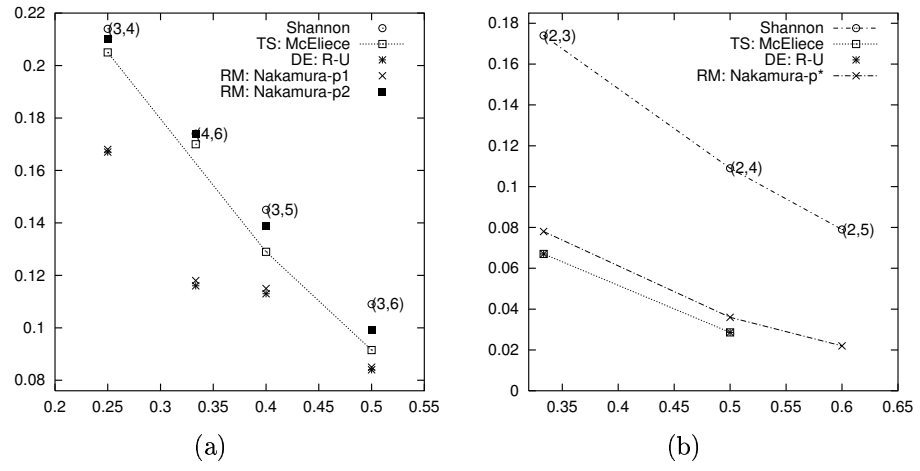 Shannon
TS: McEliece
DE: R-U
RM: Nakamura-p1
RM: Nakamura-p2
(3,4)
(4,6)
(3,5)
(3,6)
0.22
0.2
0.18
0.16
0.14
0.12
0.1
0.08
0.2 0.25 0.3 0.35 0.4 0.45 0.5 0.55
(a)
Shannon
TS: McEliece
DE: R-U
RM: Nakamura-p*
(2,3)
(2,4)
(2,5)
0.18
0.16
0.14
0.12
0.1
0.08
0.06
0.04
0.02
0
0.35 0.4 0.45 0.5 0.55 0.6 0.65
(b)